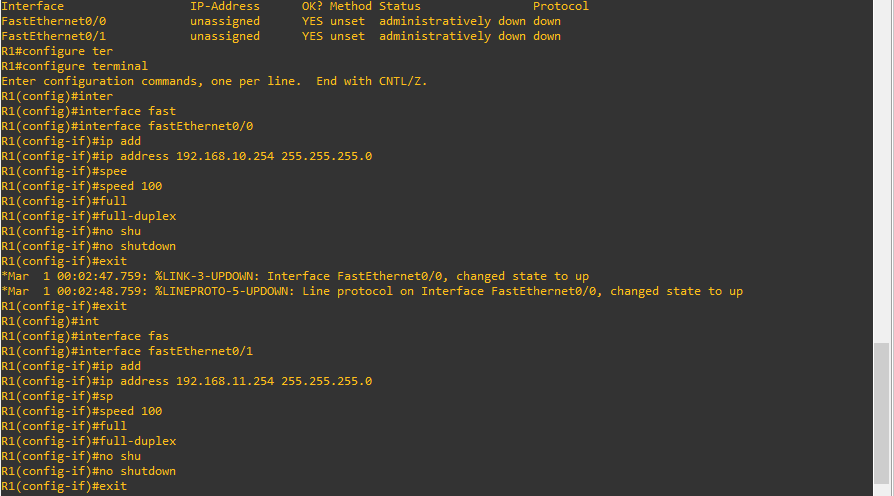 Interface                  IP-Address      OK? Method Status                Protocol
FastEthernet0/0            unassigned      YES unset  administratively down down
FastEthernet0/1            unassigned      YES unset  administratively down down
R1#configure ter
R1#configure terminal
Enter configuration commands, one per line.  End with CNTL/Z.
R1(config)#inter
R1(config)#interface fast
R1(config)#interface fastEthernet0/0
R1(config-if)#ip add
R1(config-if)#ip address 192.168.10.254 255.255.255.0
R1(config-if)#spee
R1(config-if)#speed 100
R1(config-if)#full
R1(config-if)#full-duplex
R1(config-if)#no shu
R1(config-if)#no shutdown
R1(config-if)#exit
*Mar  1 00:02:47.759: %LINK-3-UPDOWN: Interface FastEthernet0/0, changed state to up
*Mar  1 00:02:48.759: %LINEPROTO-5-UPDOWN: Line protocol on Interface FastEthernet0/0, changed state to up
R1(config-if)#exit
R1(config)#int
R1(config)#interface fas
R1(config)#interface fastEthernet0/1
R1(config-if)#ip add
R1(config-if)#ip address 192.168.11.254 255.255.255.0
R1(config-if)#sp
R1(config-if)#speed 100
R1(config-if)#full
R1(config-if)#full-duplex
R1(config-if)#no shu
R1(config-if)#no shutdown
R1(config-if)#exit